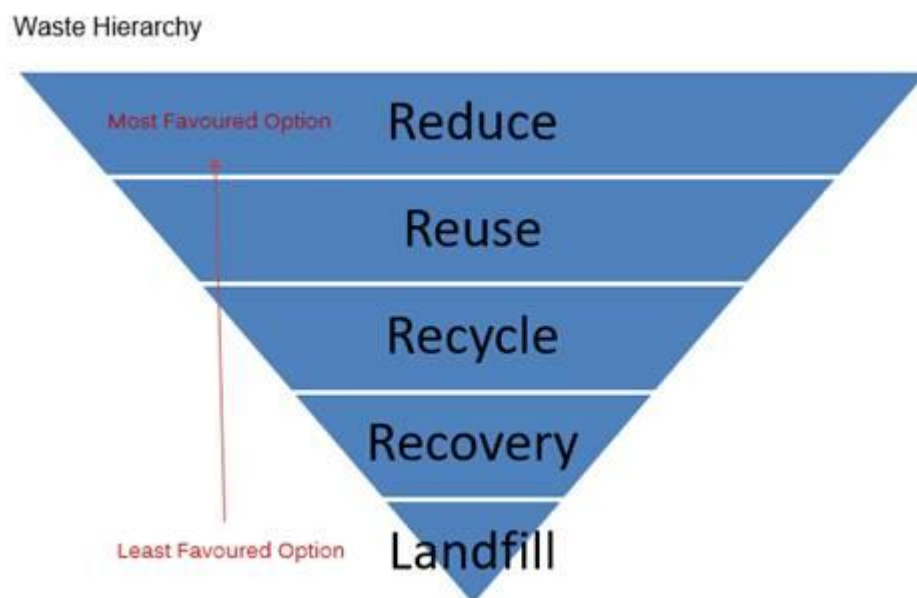 Waste Hierarchy
Most Favoured Option
Reduce
Reuse
Recycle
Recovery
Least Favoured Option
Landfill